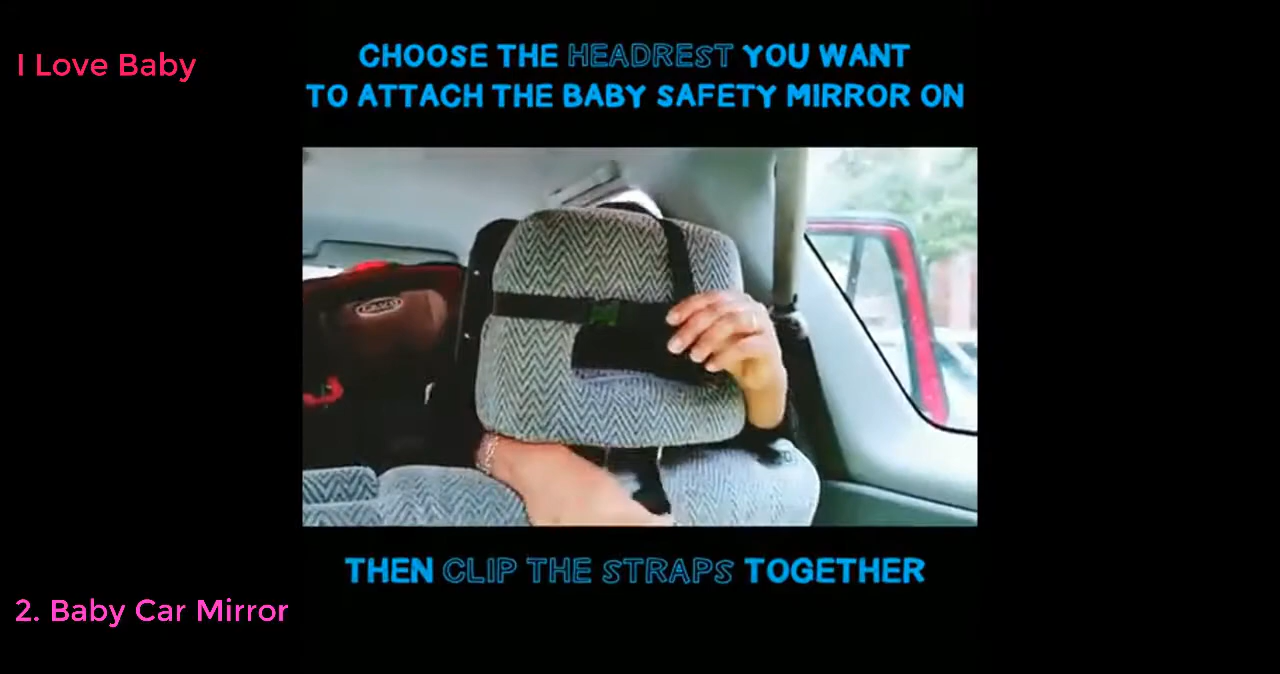 I Love Baby
CHOOSE THE HEADREST YOU WANT
TO ATTACH THE BABY SAFETY MIRROR ON
GRACO
THEN CLIP THE STRAPS TOGETHER
2. Baby Car Mirror